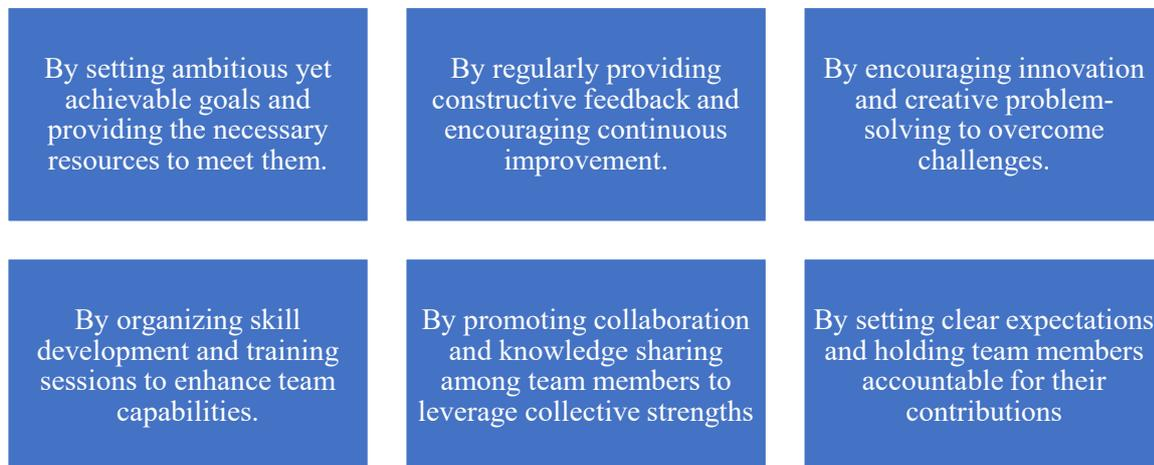 By setting ambitious yet
achievable goals and
providing the necessary
resources to meet them.
By regularly providing
constructive feedback and
encouraging continuous
improvement.
By encouraging innovation
and creative problem-
solving to overcome
challenges.
By organizing skill
development and training
sessions to enhance team
capabilities.
By promoting collaboration
and knowledge sharing
among team members to
leverage collective strengths
By setting clear expectations
and holding team members
accountable for their
contributions